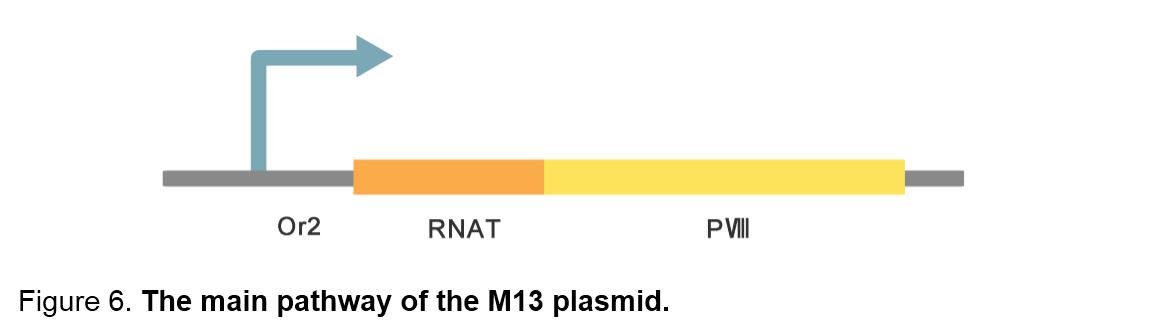 Or2 RNAT PⅧ
Figure 6. The main pathway of the M13 plasmid.